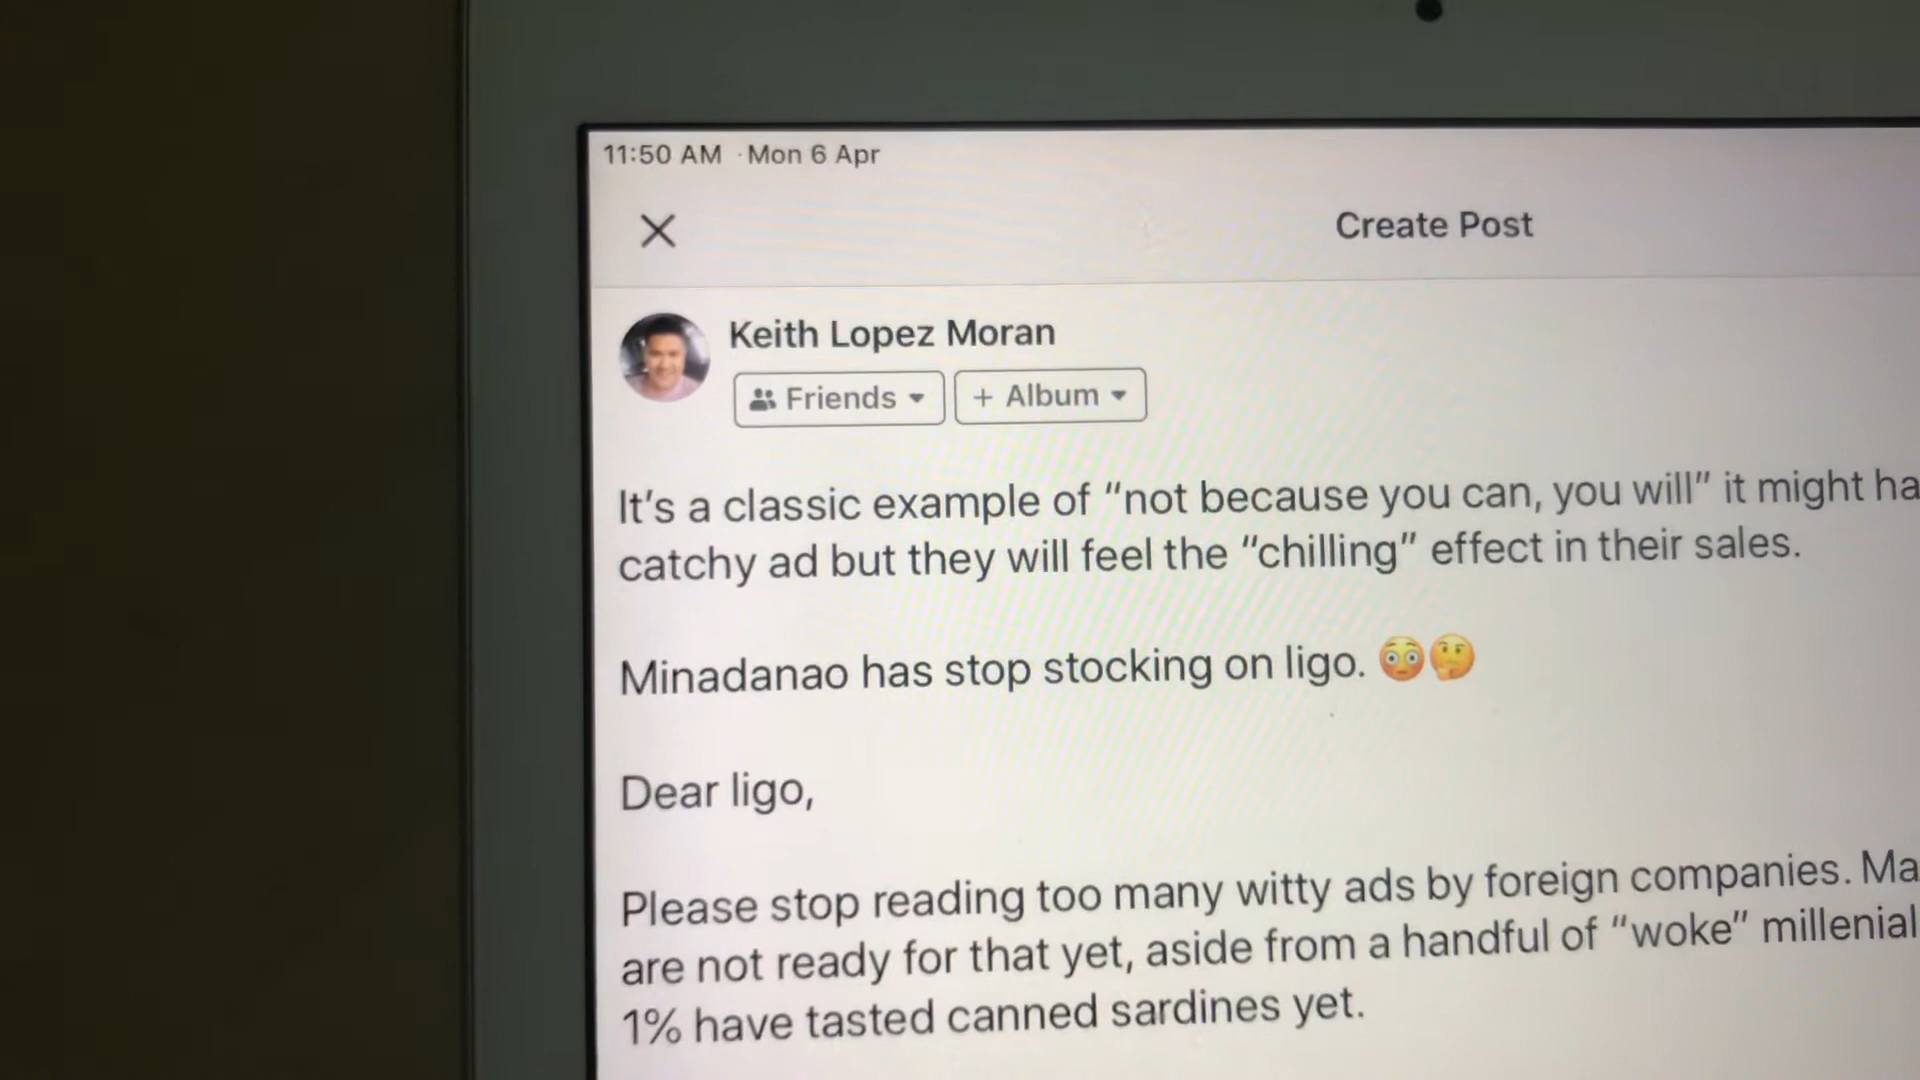 11:50 AM Mon 6 Apr
Create Post
Keith Lopez Moran
Friends
+ Album
It's a classic example of “not because you can, you will” it might ha
catchy ad but they will feel the “chilling” effect in their sales.
Minadanao has stop stocking on ligo. 😳🤔
Dear ligo,
Please stop reading too many witty ads by foreign companies. Ma
are not ready for that yet, aside from a handful of “woke” millenial
1% have tasted canned sardines yet.